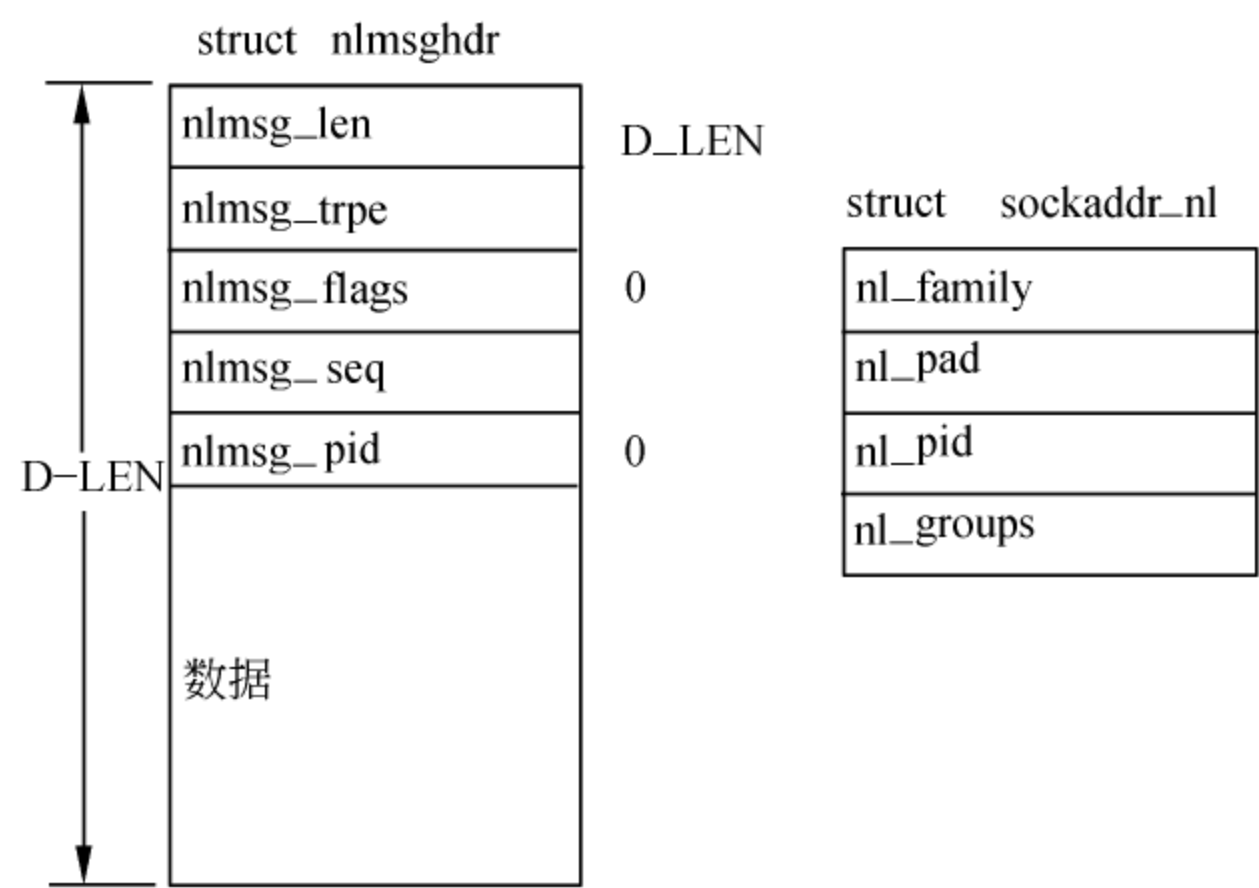 struct nlmsghdr
nlmsg_len
D_LEN
nlmsg_trpe
nlmsg_flags
0
nlmsg_seq
nlmsg_pid
0
D-LEN
数据
struct sockaddr_nl
nl_family
nl_pad
nl_pid
nl_groups